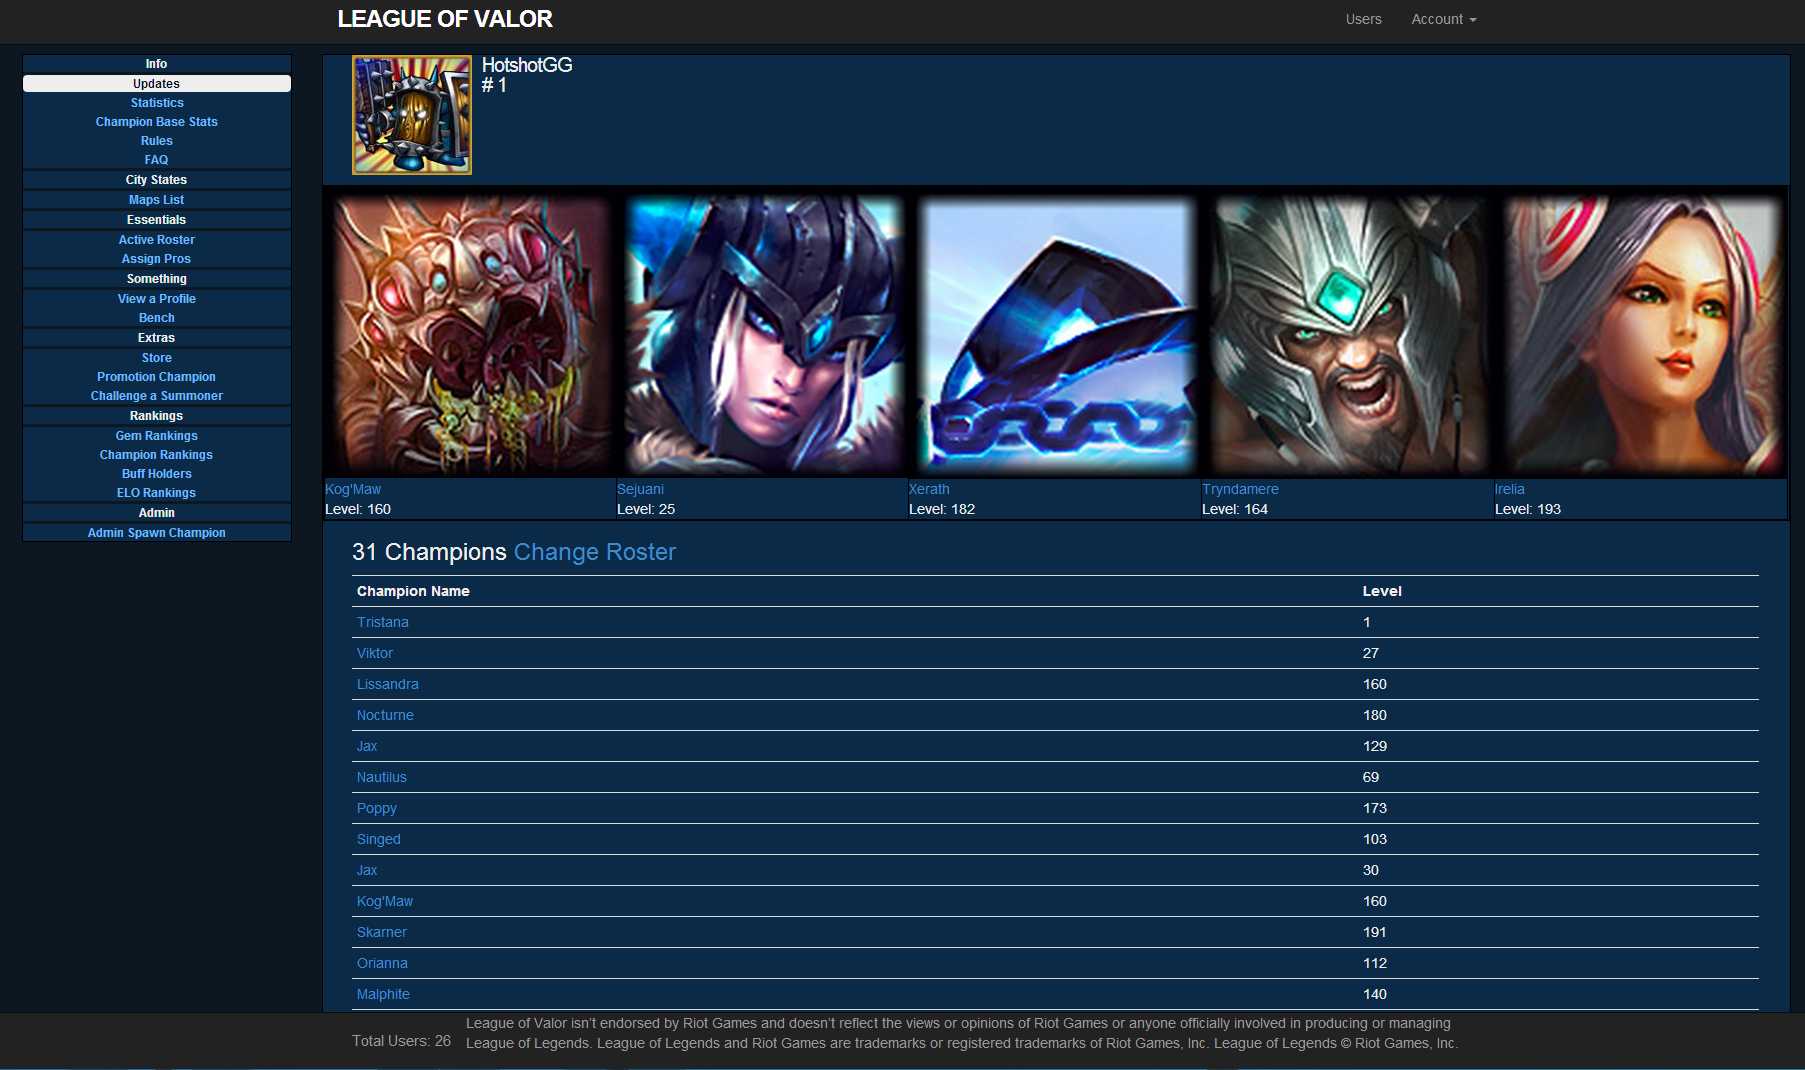 LEAGUE OF VALOR
Users
Account
Info
Updates
Statistics
Champion Base Stats
Rules
FAQ
City States
Maps List
Essentials
Active Roster
Assign Pros
Something
View a Profile
Bench
Extras
Store
Promotion Champion
Challenge a Summoner
Rankings
Gem Rankings
Champion Rankings
Buff Holders
ELO Rankings
Admin
Admin Spawn Champion
HotshotGG
# 1
Kog'Maw
Level: 160
Sejuani
Level: 25
Xerath
Level: 182
Tryndamere
Level: 164
Irelia
Level: 193
31 Champions Change Roster
Champion Name Level
Tristana 1
Viktor 27
Lissandra 160
Nocturne 180
Jax 129
Nautilus 69
Poppy 173
Singed 103
Jax 30
Kog'Maw 160
Skarner 191
Orianna 112
Malphite 140
Total Users: 26
League of Valor isn't endorsed by Riot Games and doesn't reflect the views or opinions of Riot Games or anyone officially involved in producing or managing
League of Legends. League of Legends and Riot Games are trademarks or registered trademarks of Riot Games, Inc. League of Legends © Riot Games, Inc.